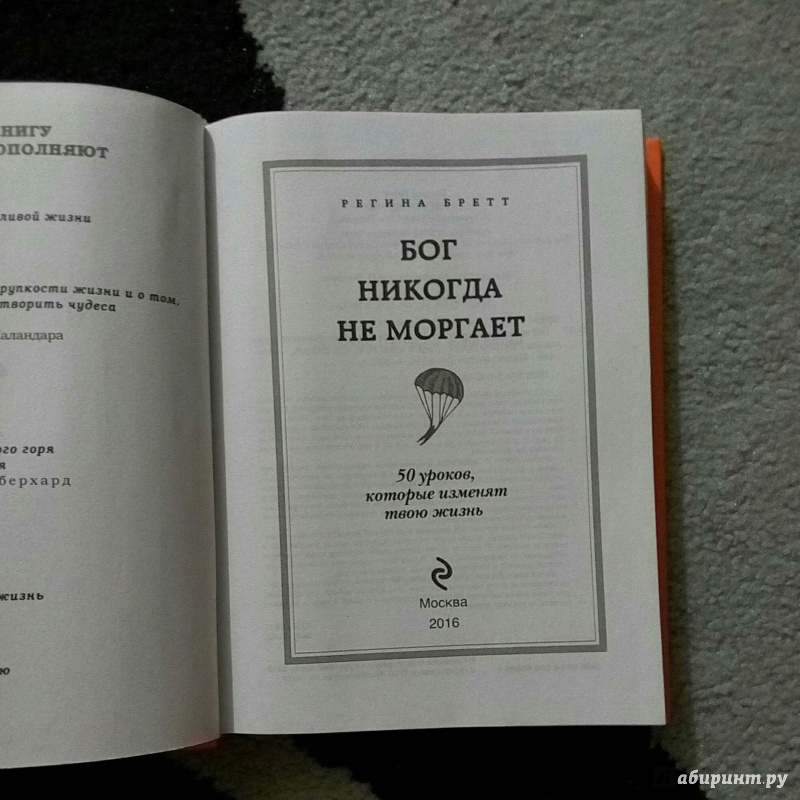 НИГУ
ОПОЛНЯЮТ
ливой жизни
рупкости жизни и о том,
творить чудеса
аландара
ого горя
я
берхард
жизнь
ю
РЕГИНА БРЕТТ
БОГ
НИКОГДА
НЕ МОРГАЕТ
50 уроков,
которые изменят
твою жизнь
Москва
2016
абиринт.ру